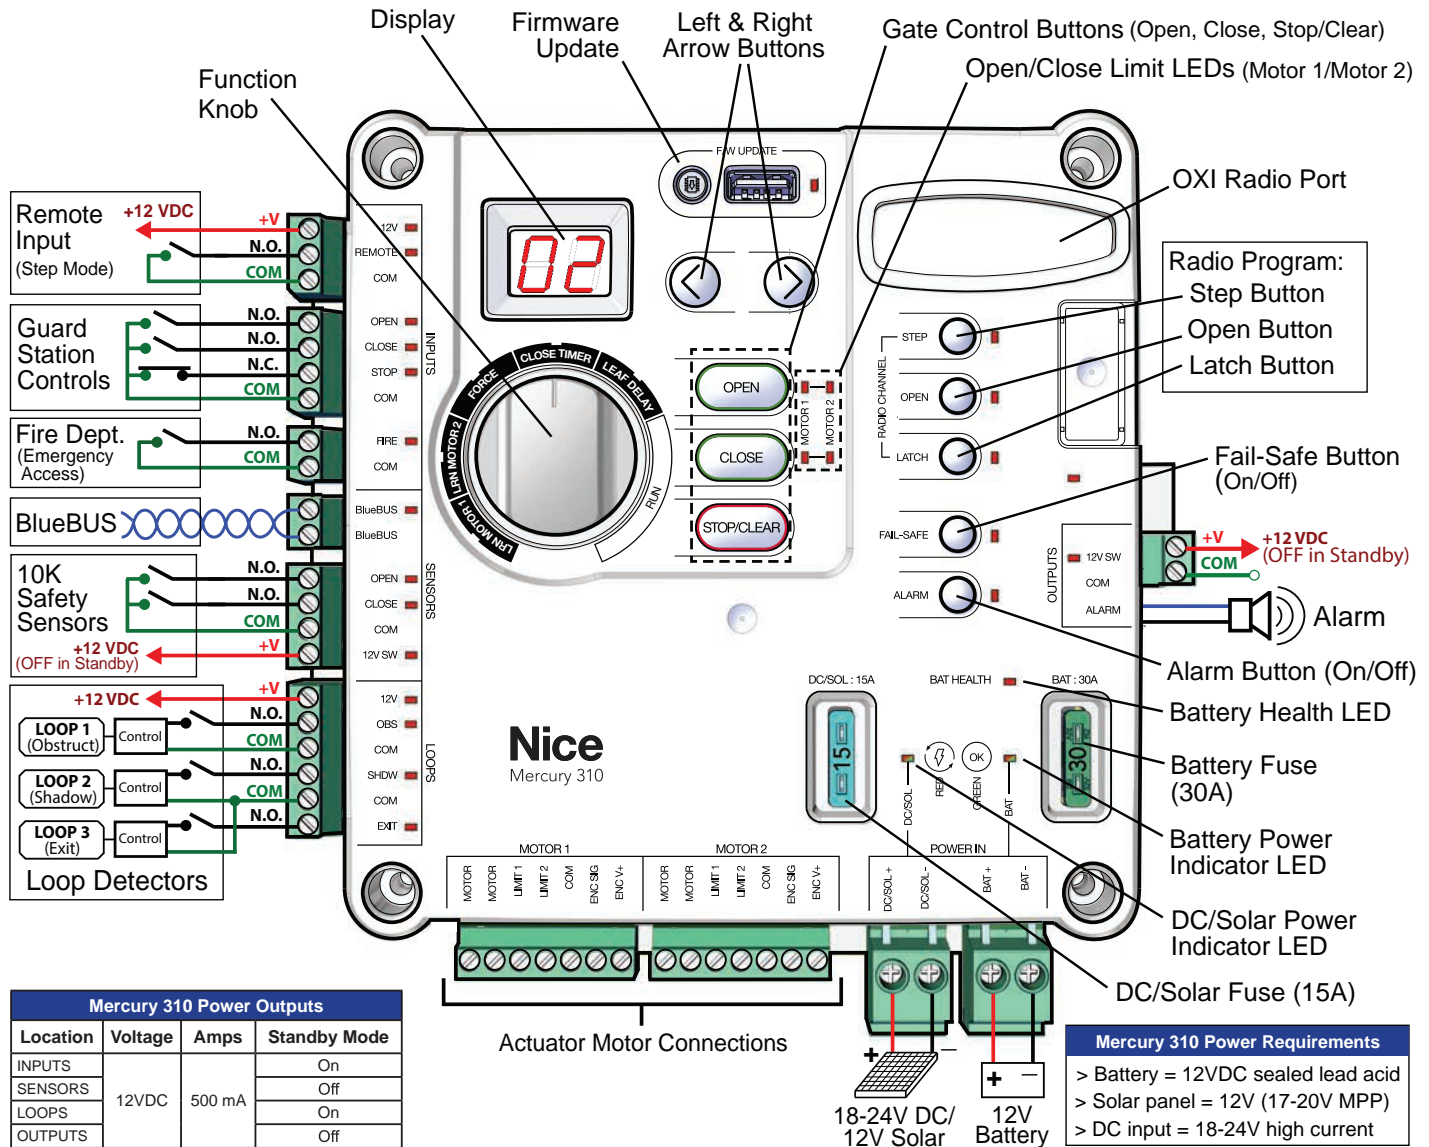 Display
Firmware
Update
Left & Right
Arrow Buttons
Gate Control Buttons (Open, Close, Stop/Clear)
Open/Close Limit LEDs (Motor 1/Motor 2)
Function
Knob
F/W UPDATE
OXI Radio Port
Remote
Input
(Step Mode)
+12 VDC
+V
N.O.
COM
12V
REMOTE
COM
02
Radio Program:
Step Button
Open Button
Latch Button
Guard
Station
Controls
N.O.
N.O.
N.C.
COM
OPEN
CLOSE
STOP
COM
INPUTS
Fire Dept.
(Emergency
Access)
N.O.
COM
FIRE
COM
LRN MOTOR 1
LRN MOTOR 2
FORCE
CLOSE TIMER
LEAF DELAY
RUN
OPEN
CLOSE
STOP/CLEAR
MOTOR 1
MOTOR 2
RADIO CHANNEL
STEP
OPEN
LATCH
FAIL-SAFE
ALARM
Fail-Safe Button
(On/Off)
BlueBUS
BlueBUS
BlueBUS
10K
Safety
Sensors
N.O.
N.O.
COM
+12 VDC
(OFF in Standby)
+V
OPEN
CLOSE
COM
12V SW
SENSORS
OUTPUTS
12V SW
COM
ALARM
+V
COM
+12 VDC
(OFF in Standby)
Alarm
Alarm Button (On/Off)
+12 VDC
+V
N.O.
COM
N.O.
COM
N.O.
LOOP 1
(Obstruct)
Control
LOOP 2
(Shadow)
Control
LOOP 3
(Exit)
Control
Loop Detectors
12V
OBS
COM
SHDW
COM
EXIT
LOOPS
Nice
Mercury 310
DC/SOL : 15A
15
BAT HEALTH
BAT : 30A
30
Battery Health LED
Battery Fuse
(30A)
OK
RED
GREEN
DC/SOL
BAT
POWER IN
Battery Power
Indicator LED
DC/Solar Power
Indicator LED
DC/Solar Fuse (15A)
MOTOR 1
MOTOR
MOTOR
LIMIT 1
LIMIT 2
COM
ENC SIG
ENC V+
MOTOR 2
MOTOR
MOTOR
LIMIT 1
LIMIT 2
COM
ENC SIG
ENC V+
DC/SOL +
DC/SOL -
BAT +
BAT -
Actuator Motor Connections
+ −
18-24V DC/
12V Solar
+ −
12V
Battery
Mercury 310 Power Outputs
Location Voltage Amps Standby Mode
INPUTS 12VDC 500 mA On
SENSORS Off
LOOPS On
OUTPUTS Off
Mercury 310 Power Requirements
> Battery = 12VDC sealed lead acid
> Solar panel = 12V (17-20V MPP)
> DC input = 18-24V high current